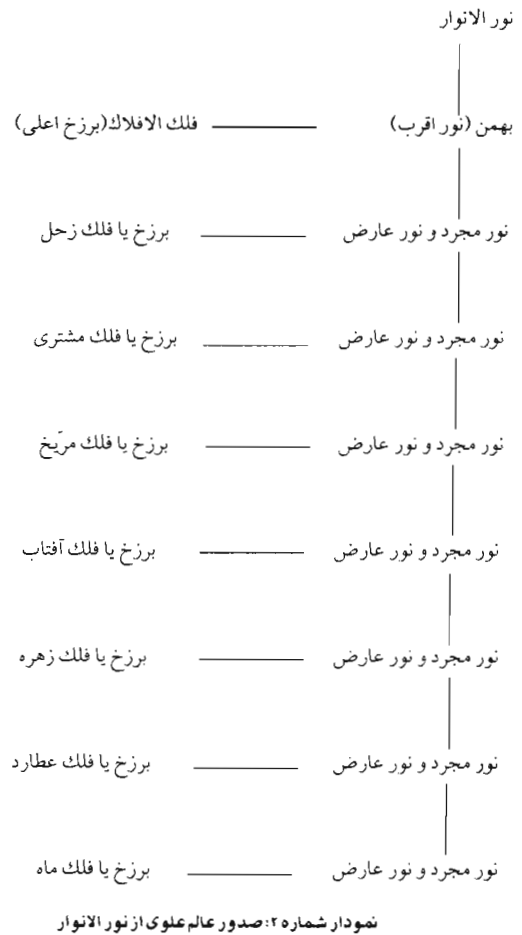 نور الانوار
بهمن (نور اقرب) فلك الافلاك(برزخ اعلی)
نور مجرد و نور عارض برزخ یا فلك زحل
نور مجرد و نور عارض برزخ یا فلك مشتری
نور مجرد و نور عارض برزخ یا فلك مرّیخ
نور مجرد و نور عارض برزخ یا فلك آفتاب
نور مجرد و نور عارض برزخ یا فلك زهره
نور مجرد و نور عارض برزخ یا فلك عطارد
نور مجرد و نور عارض برزخ یا فلك ماه
نمودار شماره ۲: صدور عالم علوی از نور الانوار